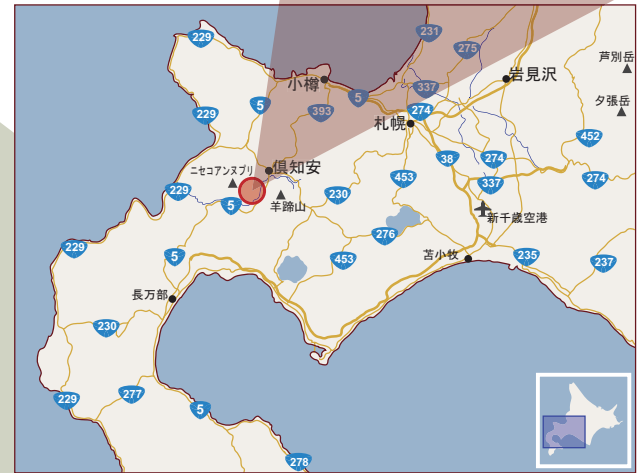 229
231
275
芦別岳
岩見沢
小樽
337
5
5
夕張岳
393
274
229
札幌
452
38
274
倶知安
ニセコアンヌプリ
453
274
337
229
230
羊蹄山
5
新千歳空港
276
229
5
453
苫小牧
235
237
長万部
230
277
229
5
278